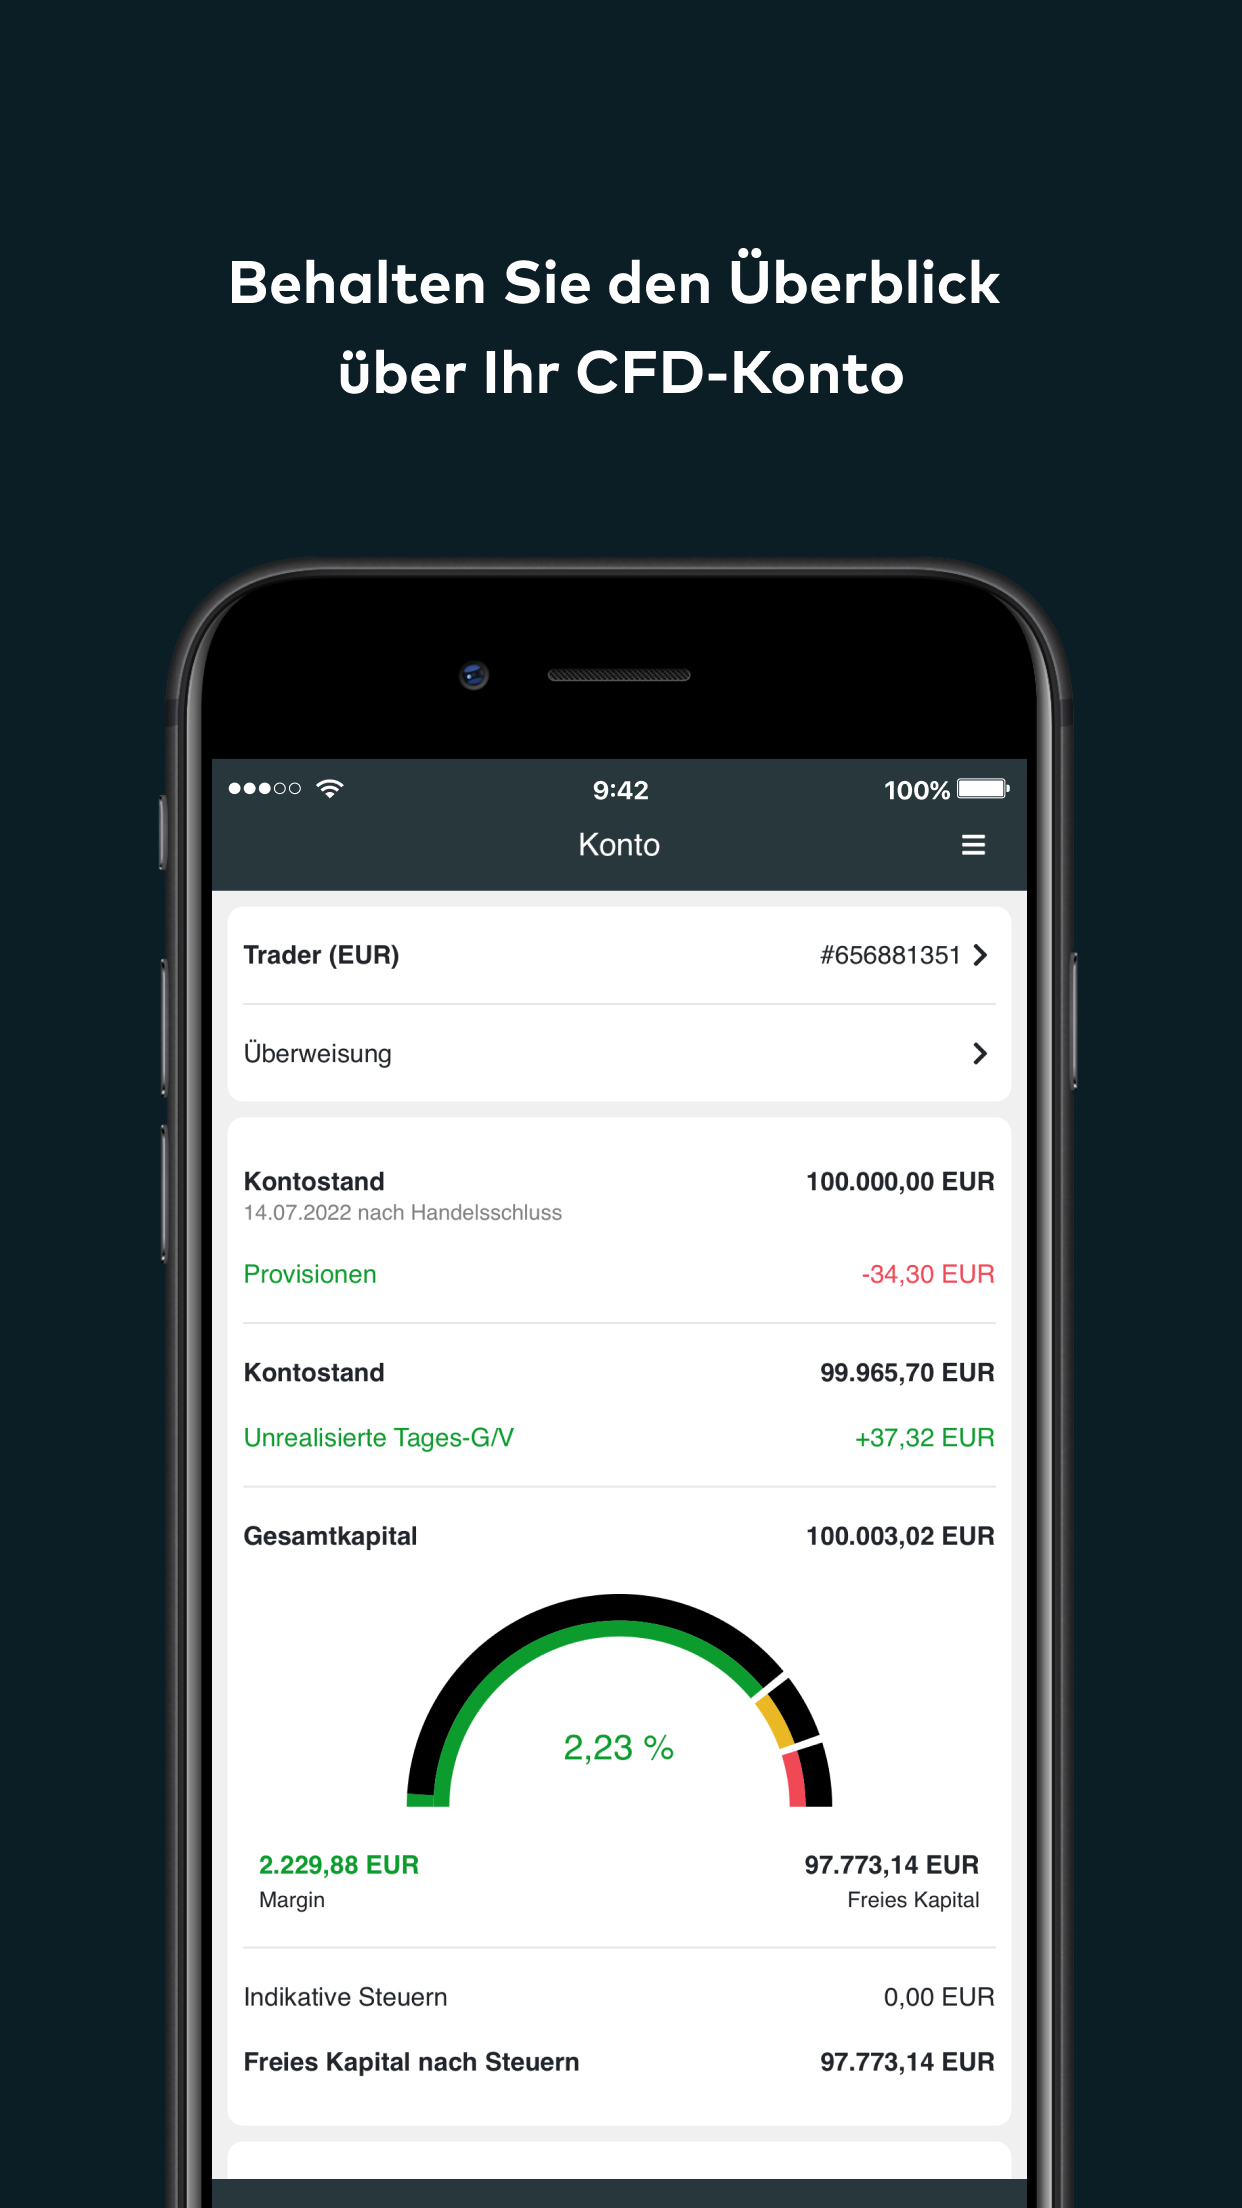 Behalten Sie den Überblick
über Ihr CFD-Konto
9:42 100%
Konto
Trader (EUR) #656881351
Überweisung
Kontostand 100.000,00 EUR
14.07.2022 nach Handelsschluss
Provisionen -34,30 EUR
Kontostand 99.965,70 EUR
Unrealisierte Tages-G/V +37,32 EUR
Gesamtkapital 100.003,02 EUR
2,23 %
2.229,88 EUR 97.773,14 EUR
Margin Freies Kapital
Indikative Steuern 0,00 EUR
Freies Kapital nach Steuern 97.773,14 EUR